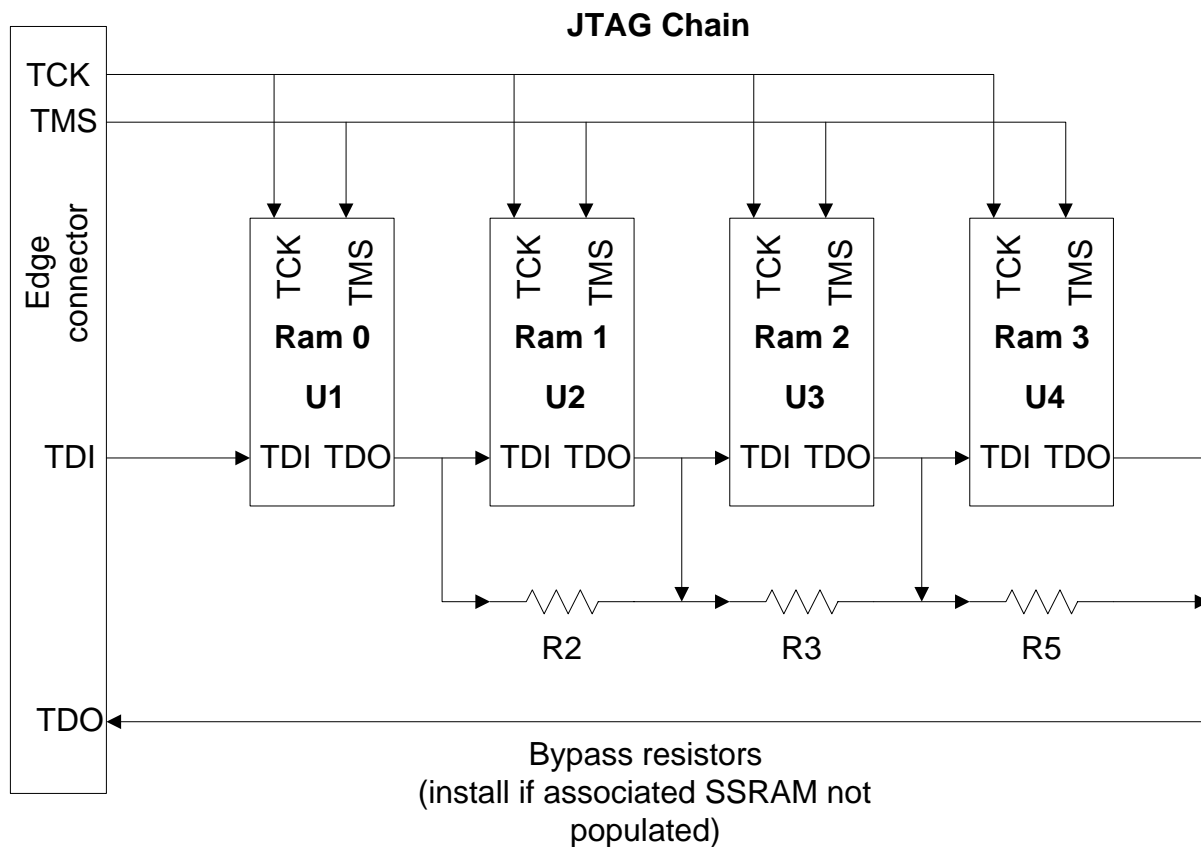 JTAG Chain
TCK
TMS
Edge
connector
TDI
TDO
TCK
TMS
Ram 0
U1
TDI TDO
TCK
TMS
Ram 1
U2
TDI TDO
TCK
TMS
Ram 2
U3
TDI TDO
TCK
TMS
Ram 3
U4
TDI TDO
R2
R3
R5
Bypass resistors
(install if associated SSRAM not
populated)